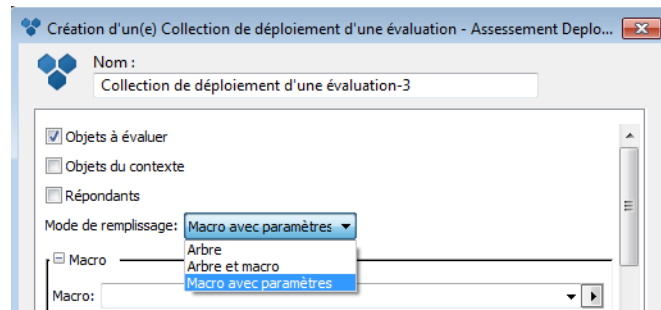 Création d'un(e) Collection de déploiement d'une évaluation - Assessement Deplo...
Nom :
Collection de déploiement d'une évaluation-3
Objets à évaluer
Objets du contexte
Répondants
Mode de remplissage: Macro avec paramètres
Arbre
Arbre et macro
Macro avec paramètres
Macro
Macro: